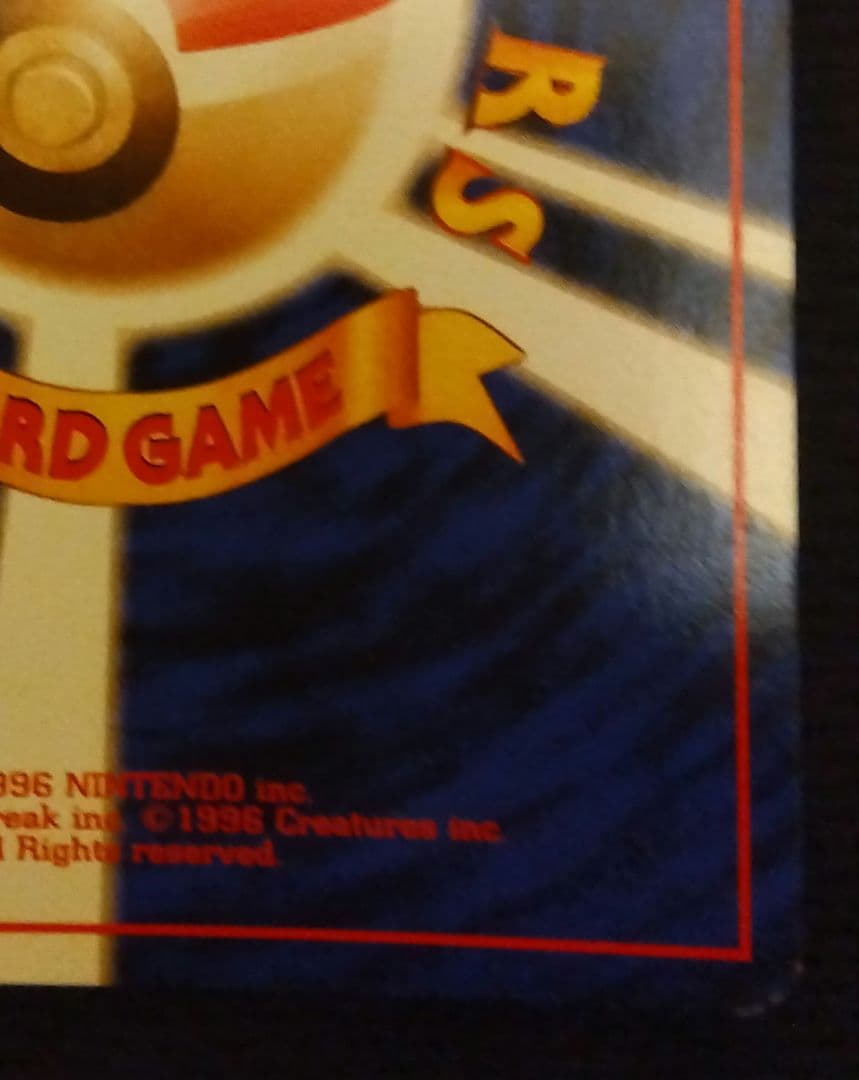 R
S
RD GAME
996 NINTENDO inc.
reak inc. ©1996 Creatures inc.
l Rights reserved.